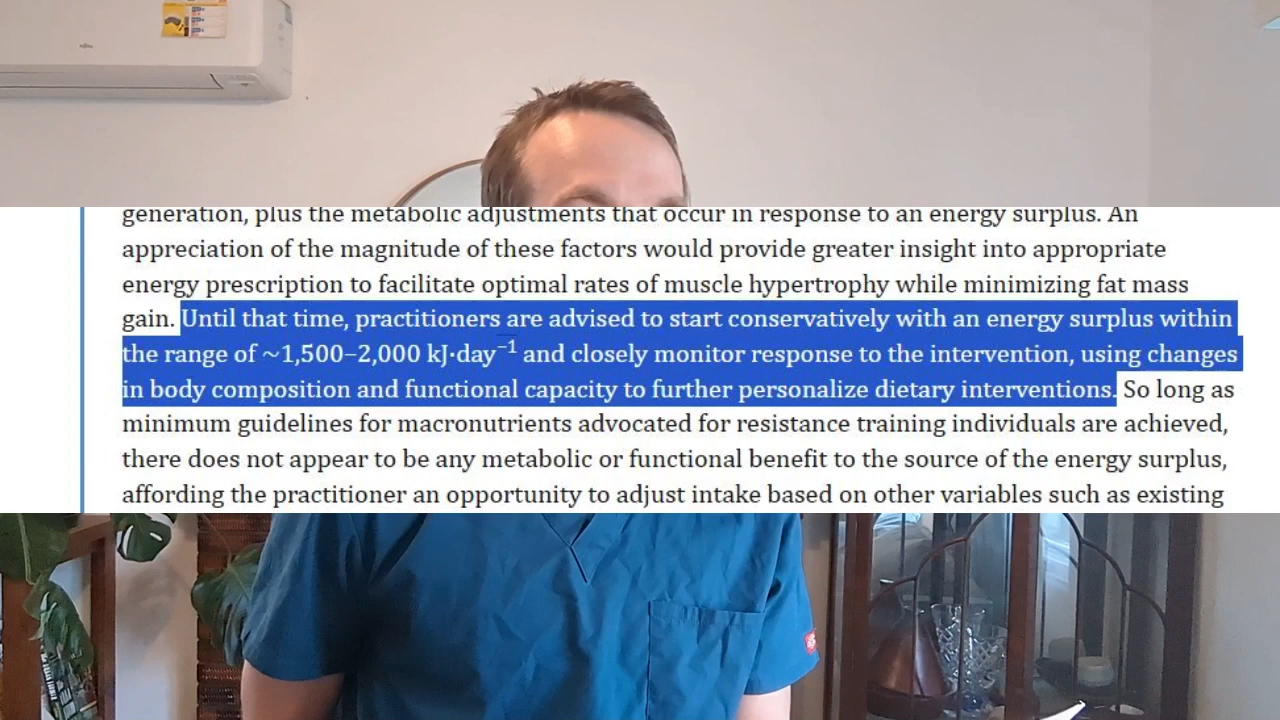 generation, plus the metabolic adjustments that occur in response to an energy surplus. An
appreciation of the magnitude of these factors would provide greater insight into appropriate
energy prescription to facilitate optimal rates of muscle hypertrophy while minimizing fat mass
gain. Until that time, practitioners are advised to start conservatively with an energy surplus within
the range of ~1,500–2,000 kJ·day⁻¹ and closely monitor response to the intervention, using changes
in body composition and functional capacity to further personalize dietary interventions. So long as
minimum guidelines for macronutrients advocated for resistance training individuals are achieved,
there does not appear to be any metabolic or functional benefit to the source of the energy surplus,
affording the practitioner an opportunity to adjust intake based on other variables such as existing